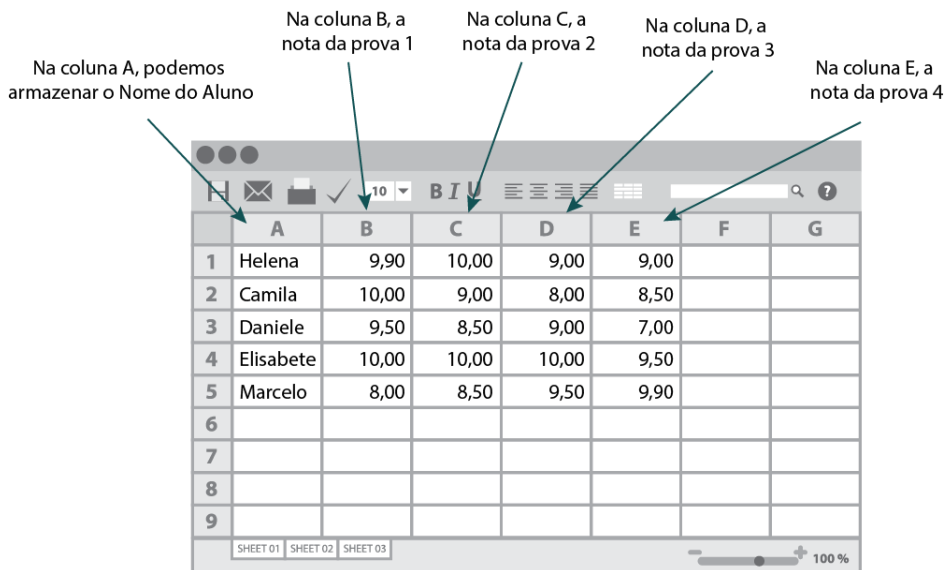 Na coluna A, podemos
armazenar o Nome do Aluno
Na coluna B, a
nota da prova 1
Na coluna C, a
nota da prova 2
Na coluna D, a
nota da prova 3
Na coluna E, a
nota da prova 4
10 B I U ?
A B C D E F G
1 Helena 9,90 10,00 9,00 9,00
2 Camila 10,00 9,00 8,00 8,50
3 Daniele 9,50 8,50 9,00 7,00
4 Elisabete 10,00 10,00 10,00 9,50
5 Marcelo 8,00 8,50 9,50 9,90
6
7
8
9
SHEET 01 SHEET 02 SHEET 03 100 %